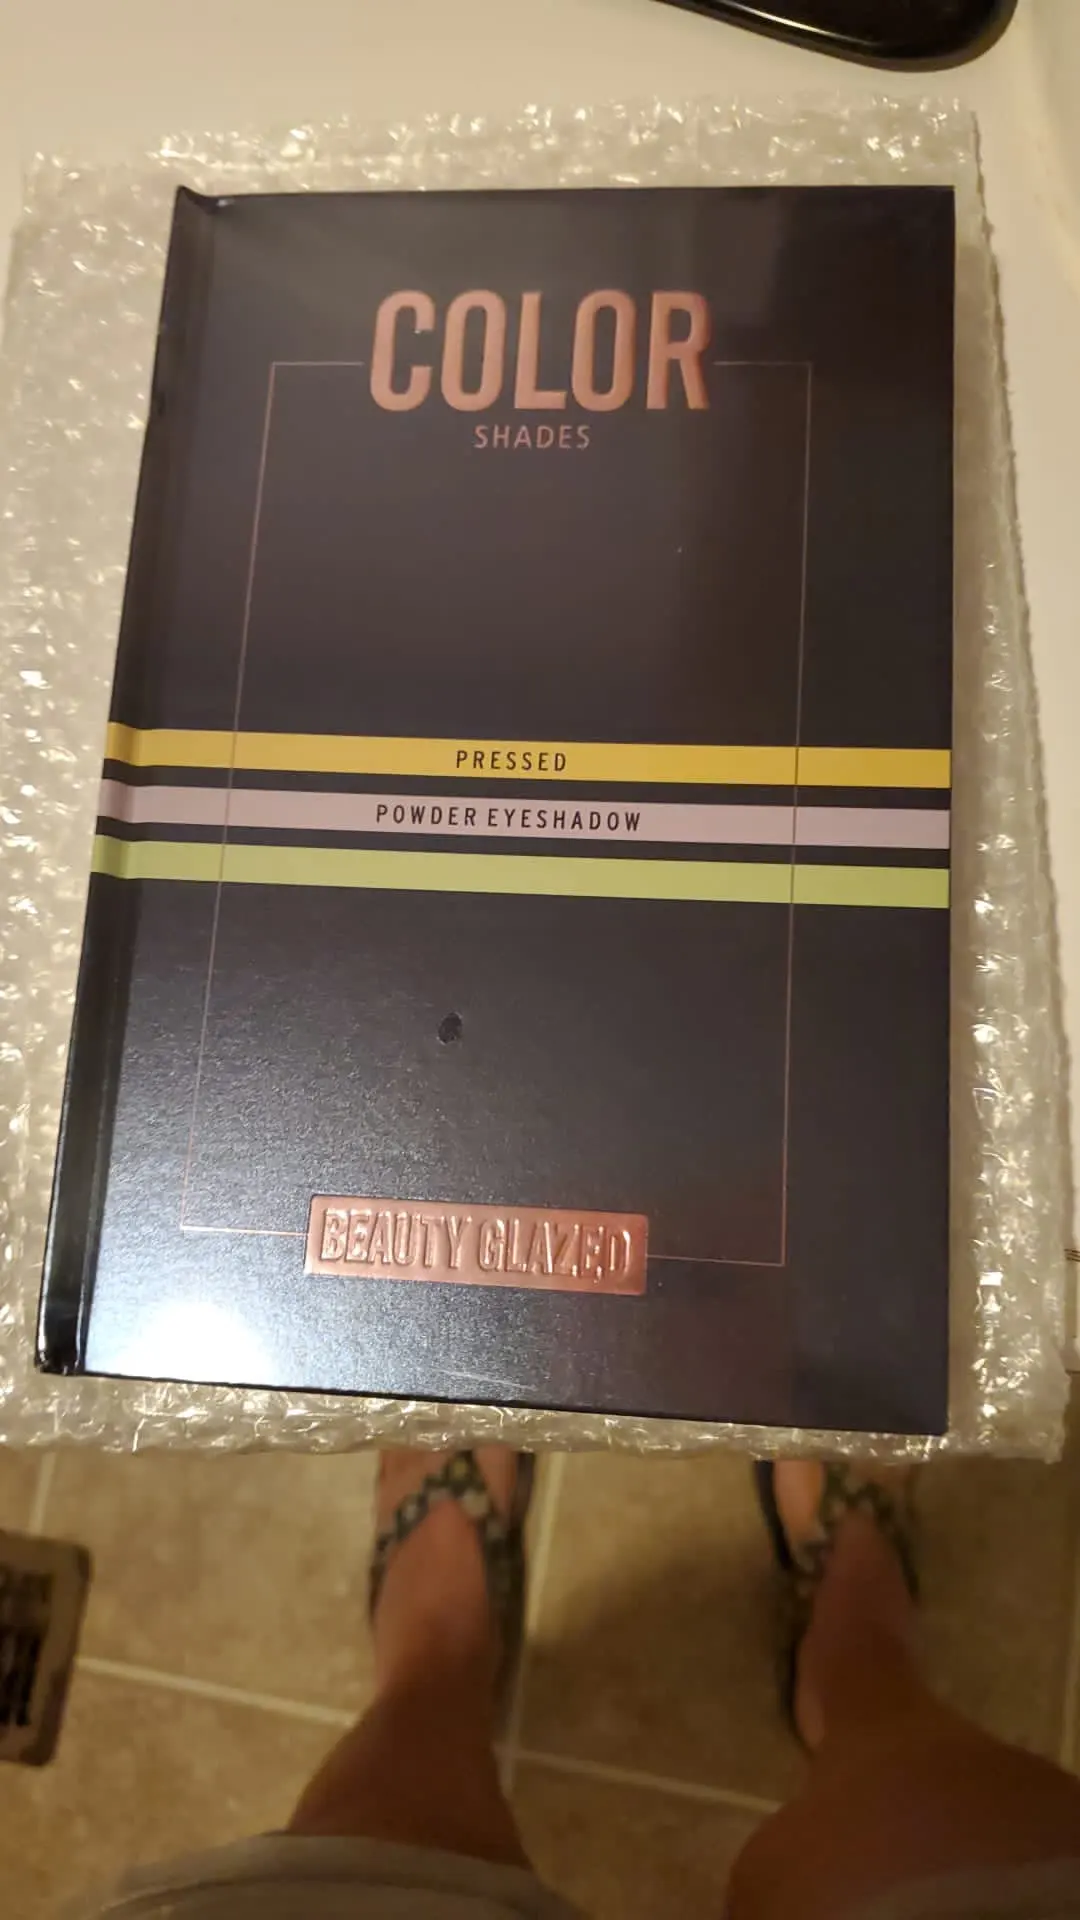 COLOR
SHADES
PRESSED
POWDER EYESHADOW
BEAUTY GLAZED